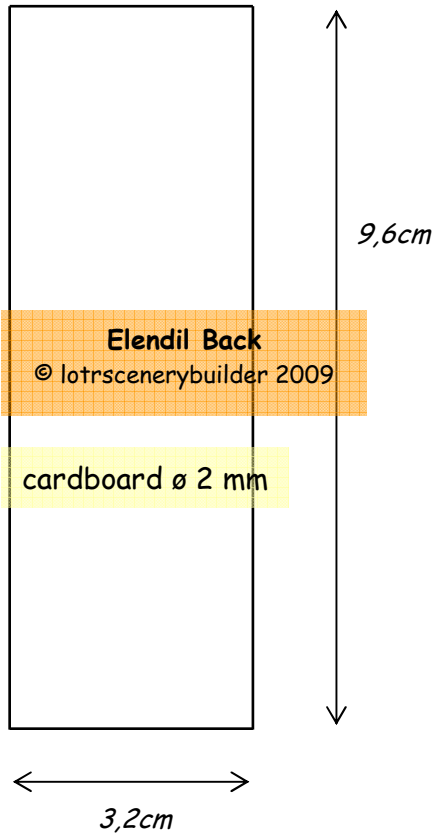 9,6cm
Elendil Back
© lotrscenerybuilder 2009
cardboard ø 2 mm
3,2cm